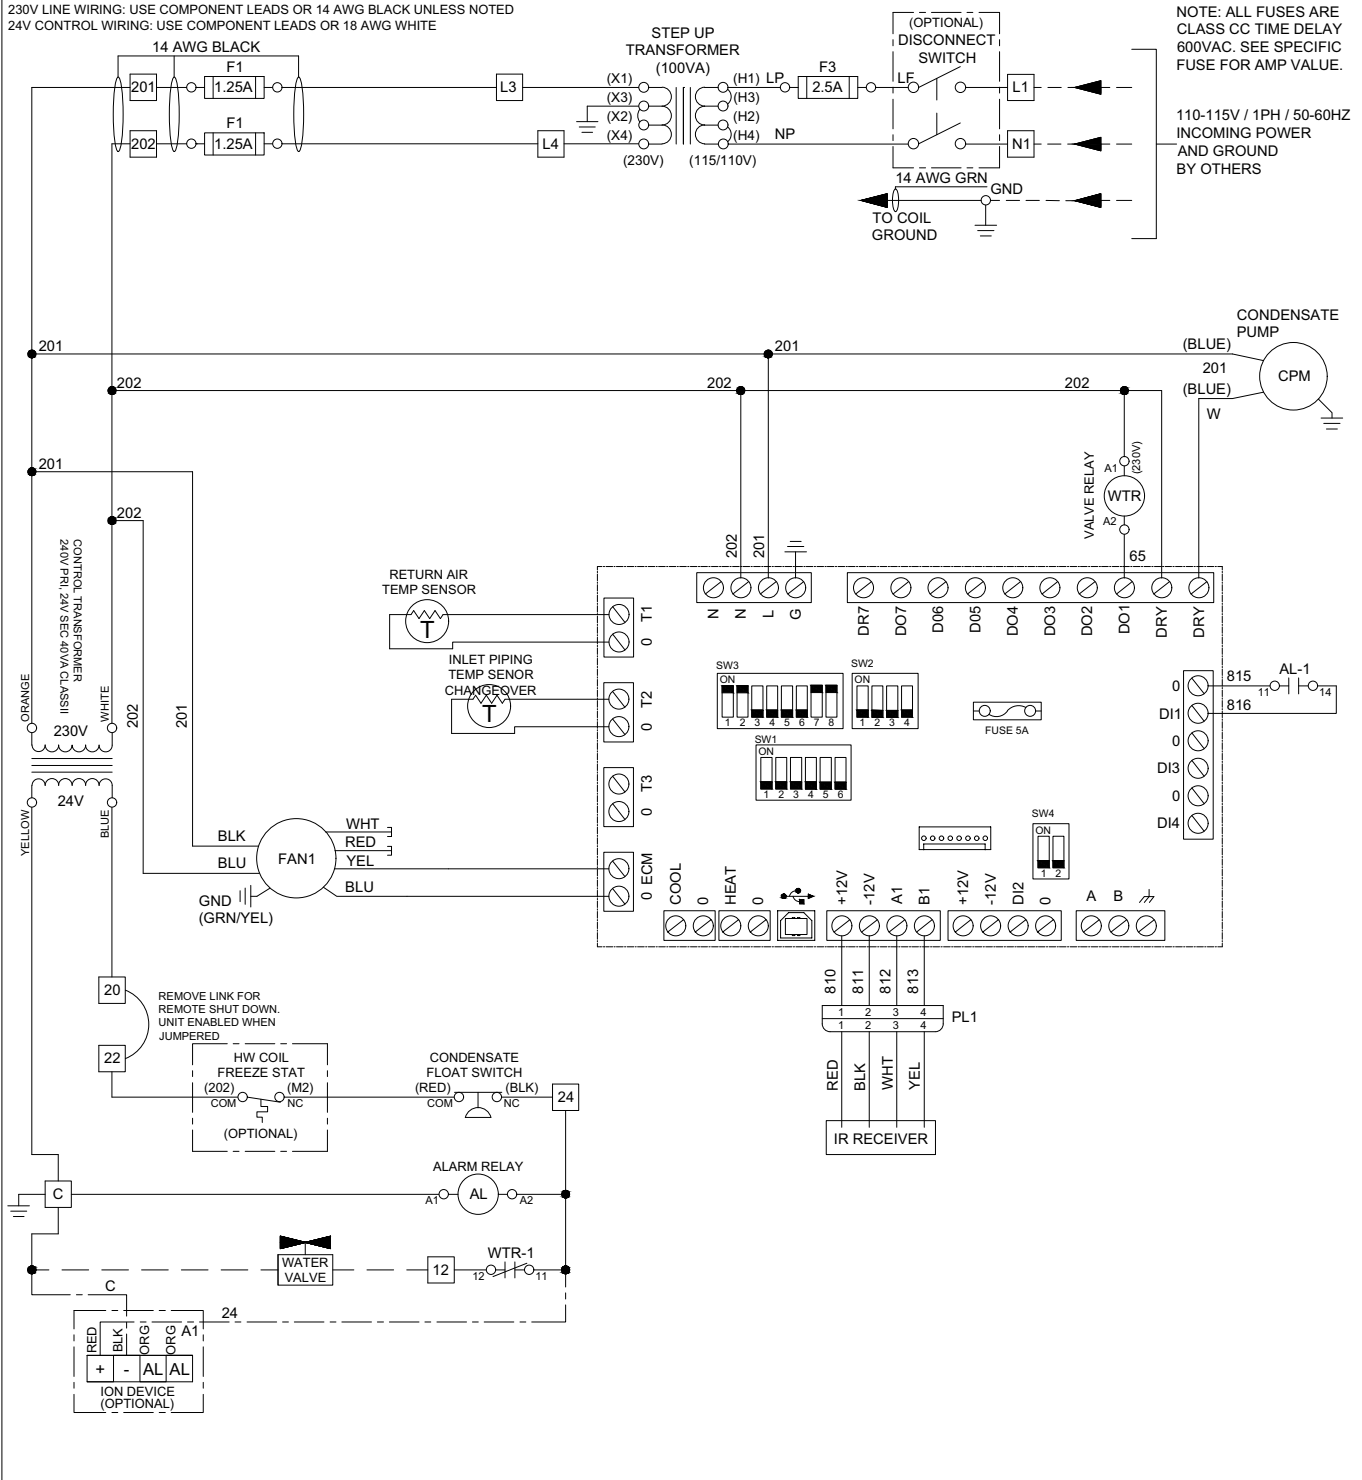 230V LINE WIRING: USE COMPONENT LEADS OR 14 AWG BLACK UNLESS NOTED
24V CONTROL WIRING: USE COMPONENT LEADS OR 18 AWG WHITE
NOTE: ALL FUSES ARE
CLASS CC TIME DELAY
600VAC. SEE SPECIFIC
FUSE FOR AMP VALUE.
14 AWG BLACK
STEP UP
TRANSFORMER
(100VA)
(OPTIONAL)
DISCONNECT
SWITCH
201
F1
1.25A
L3
(X1)
(X3)
(X2)
(X4)
(230V)
(H1)
(H3)
(H2)
(H4)
(115/110V)
LP
F3
2.5A
LF
L1
202
F1
1.25A
L4
NP
N1
110-115V / 1PH / 50-60HZ
INCOMING POWER
AND GROUND
BY OTHERS
14 AWG GRN
GND
TO COIL
GROUND
CONDENSATE
PUMP
201
201
(BLUE)
201
(BLUE)
W
CPM
202
202
202
201
202
VALVE RELAY
A1
(230V)
WTR
A2
65
202
201
CONTROL TRANSFORMER
240V PRI. 24V SEC 40VA CLASSII
ORANGE
WHITE
230V
24V
YELLOW
BLUE
202
201
RETURN AIR
TEMP SENSOR
T
INLET PIPING
TEMP SENOR
CHANGEOVER
T
T1
0
T2
0
T3
0
ECM
0
N
N
L
G
DR7
DO7
D06
D05
DO4
DO3
DO2
DO1
DRY
DRY
SW3
ON
1 2 3 4 5 6 7 8
SW2
ON
1 2 3 4
SW1
ON
1 2 3 4 5 6
FUSE 5A
SW4
ON
1 2
0
DI1
0
DI3
0
DI4
815
816
AL-1
11
14
BLK
BLU
FAN1
WHT
RED
YEL
BLU
GND
(GRN/YEL)
COOL
0
HEAT
0
+12V
-12V
A1
B1
+12V
-12V
DI2
0
A
B
810
811
812
813
1 2 3 4
1 2 3 4
PL1
RED
BLK
WHT
YEL
IR RECEIVER
20
22
REMOVE LINK FOR
REMOTE SHUT DOWN.
UNIT ENABLED WHEN
JUMPERED
HW COIL
FREEZE STAT
(202)
(M2)
COM
NC
(OPTIONAL)
CONDENSATE
FLOAT SWITCH
(RED)
(BLK)
COM
NC
24
C
ALARM RELAY
A1
AL
A2
WATER
VALVE
12
WTR-1
12
11
C
24
RED
BLK
ORG
ORG
A1
+ - AL AL
ION DEVICE
(OPTIONAL)